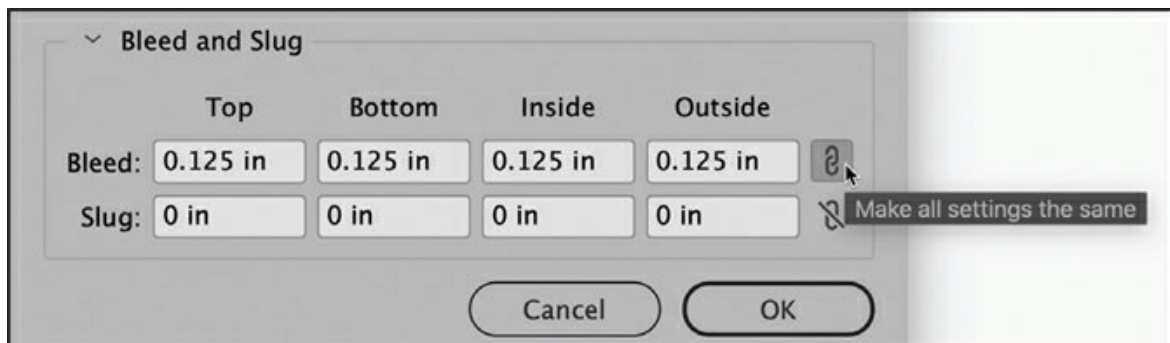 Bleed and Slug
Top Bottom Inside Outside
Bleed: 0.125 in 0.125 in 0.125 in 0.125 in
Slug: 0 in 0 in 0 in 0 in
Make all settings the same
Cancel OK